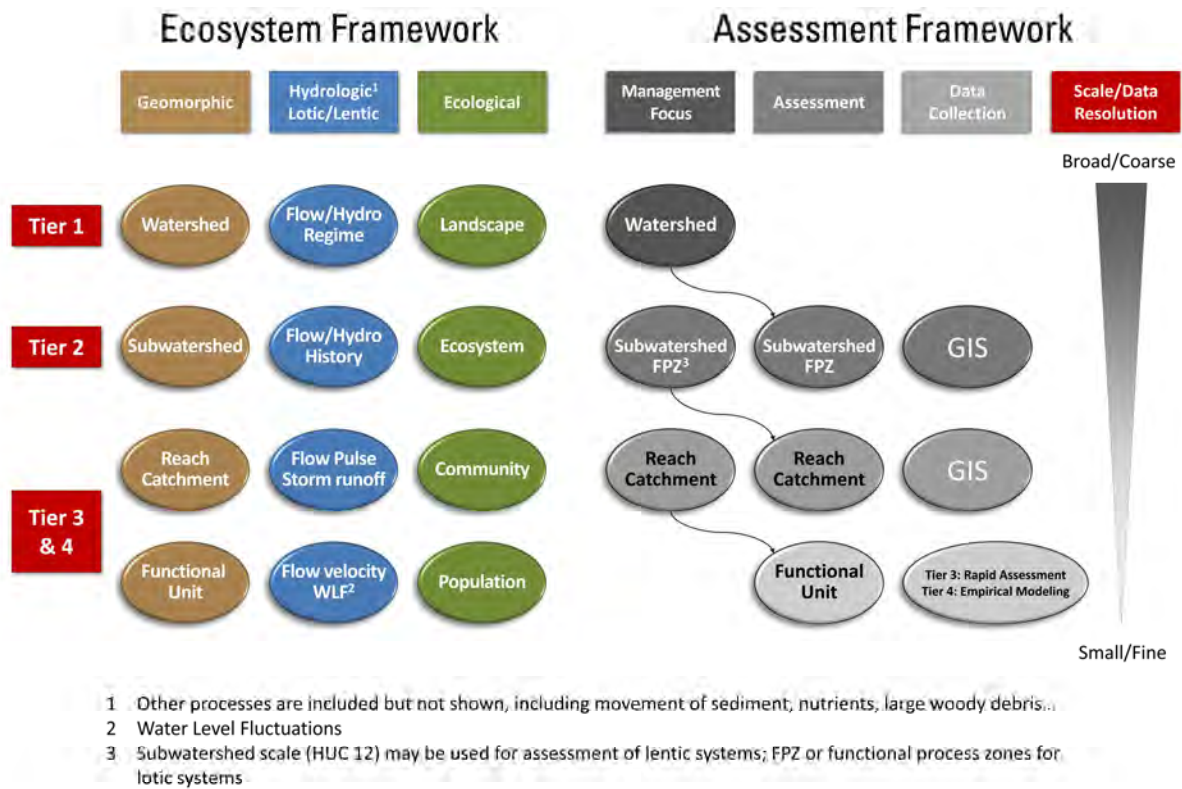 Ecosystem Framework
Assessment Framework
Geomorphic
Hydrologic¹
Lotic/Lentic
Ecological
Management
Focus
Assessment
Data
Collection
Scale/Data
Resolution
Broad/Coarse
Tier 1
Watershed
Flow/Hydro
Regime
Landscape
Watershed
Tier 2
Subwatershed
Flow/Hydro
History
Ecosystem
Subwatershed
FPZ³
Subwatershed
FPZ
GIS
Tier 3
& 4
Reach
Catchment
Flow Pulse
Storm runoff
Community
Reach
Catchment
Reach
Catchment
GIS
Functional
Unit
Flow velocity
WLF²
Population
Functional
Unit
Tier 3: Rapid Assessment
Tier 4: Empirical Modeling
Small/Fine
1 Other processes are included but not shown, including movement of sediment, nutrients, large woody debris...
2 Water Level Fluctuations
3 Subwatershed scale (HUC 12) may be used for assessment of lentic systems; FPZ or functional process zones for
lotic systems